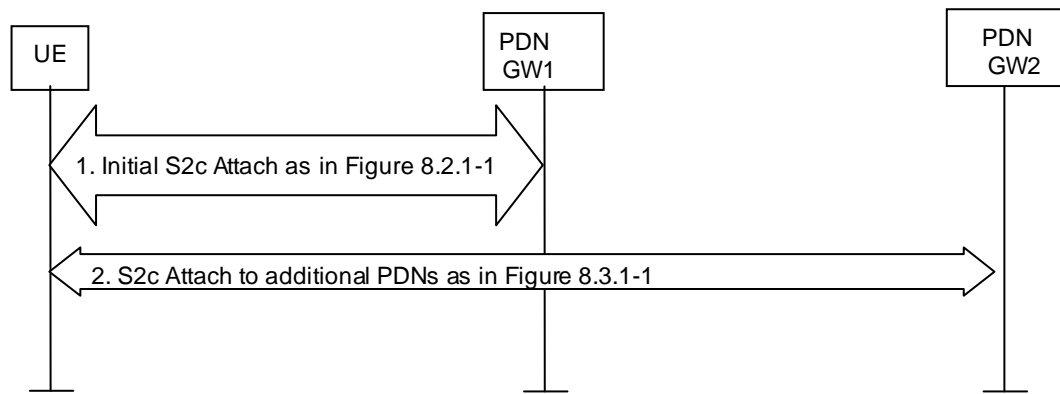 UE
PDN
GW1
PDN
GW2
1. Initial S2c Attach as in Figure 8.2.1-1
2. S2c Attach to additional PDNs as in Figure 8.3.1-1